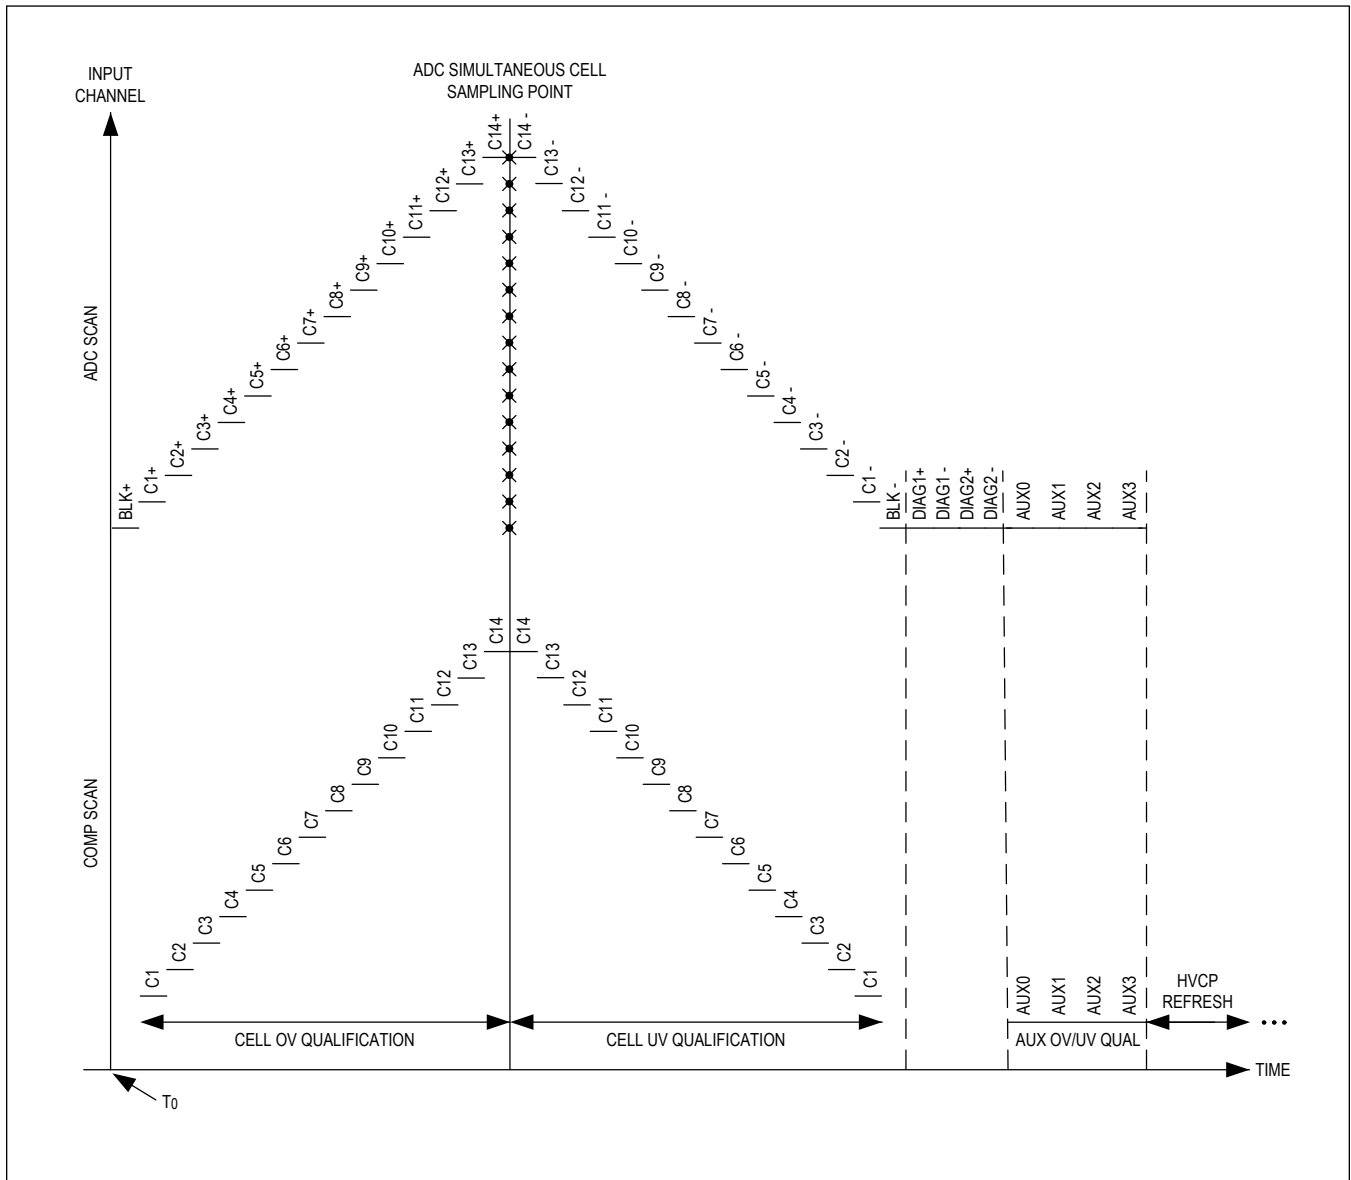 INPUT
CHANNEL
ADC SIMULTANEOUS CELL
SAMPLING POINT
ADC SCAN
BLK+
C1+
C2+
C3+
C4+
C5+
C6+
C7+
C8+
C9+
C10+
C11+
C12+
C13+
C14+
C14 -
C13 -
C12 -
C11 -
C10 -
C9 -
C8 -
C7 -
C6 -
C5 -
C4 -
C3 -
C2 -
C1 -
BLK -
DIAG1+
DIAG1 -
DIAG2+
DIAG2 -
AUX0
AUX1
AUX2
AUX3
COMP SCAN
C1
C2
C3
C4
C5
C6
C7
C8
C9
C10
C11
C12
C13
C14
C14
C13
C12
C11
C10
C9
C8
C7
C6
C5
C4
C3
C2
C1
AUX0
AUX1
AUX2
AUX3
HVCP
REFRESH
CELL OV QUALIFICATION
CELL UV QUALIFICATION
AUX OV/UV QUAL
TIME
T0